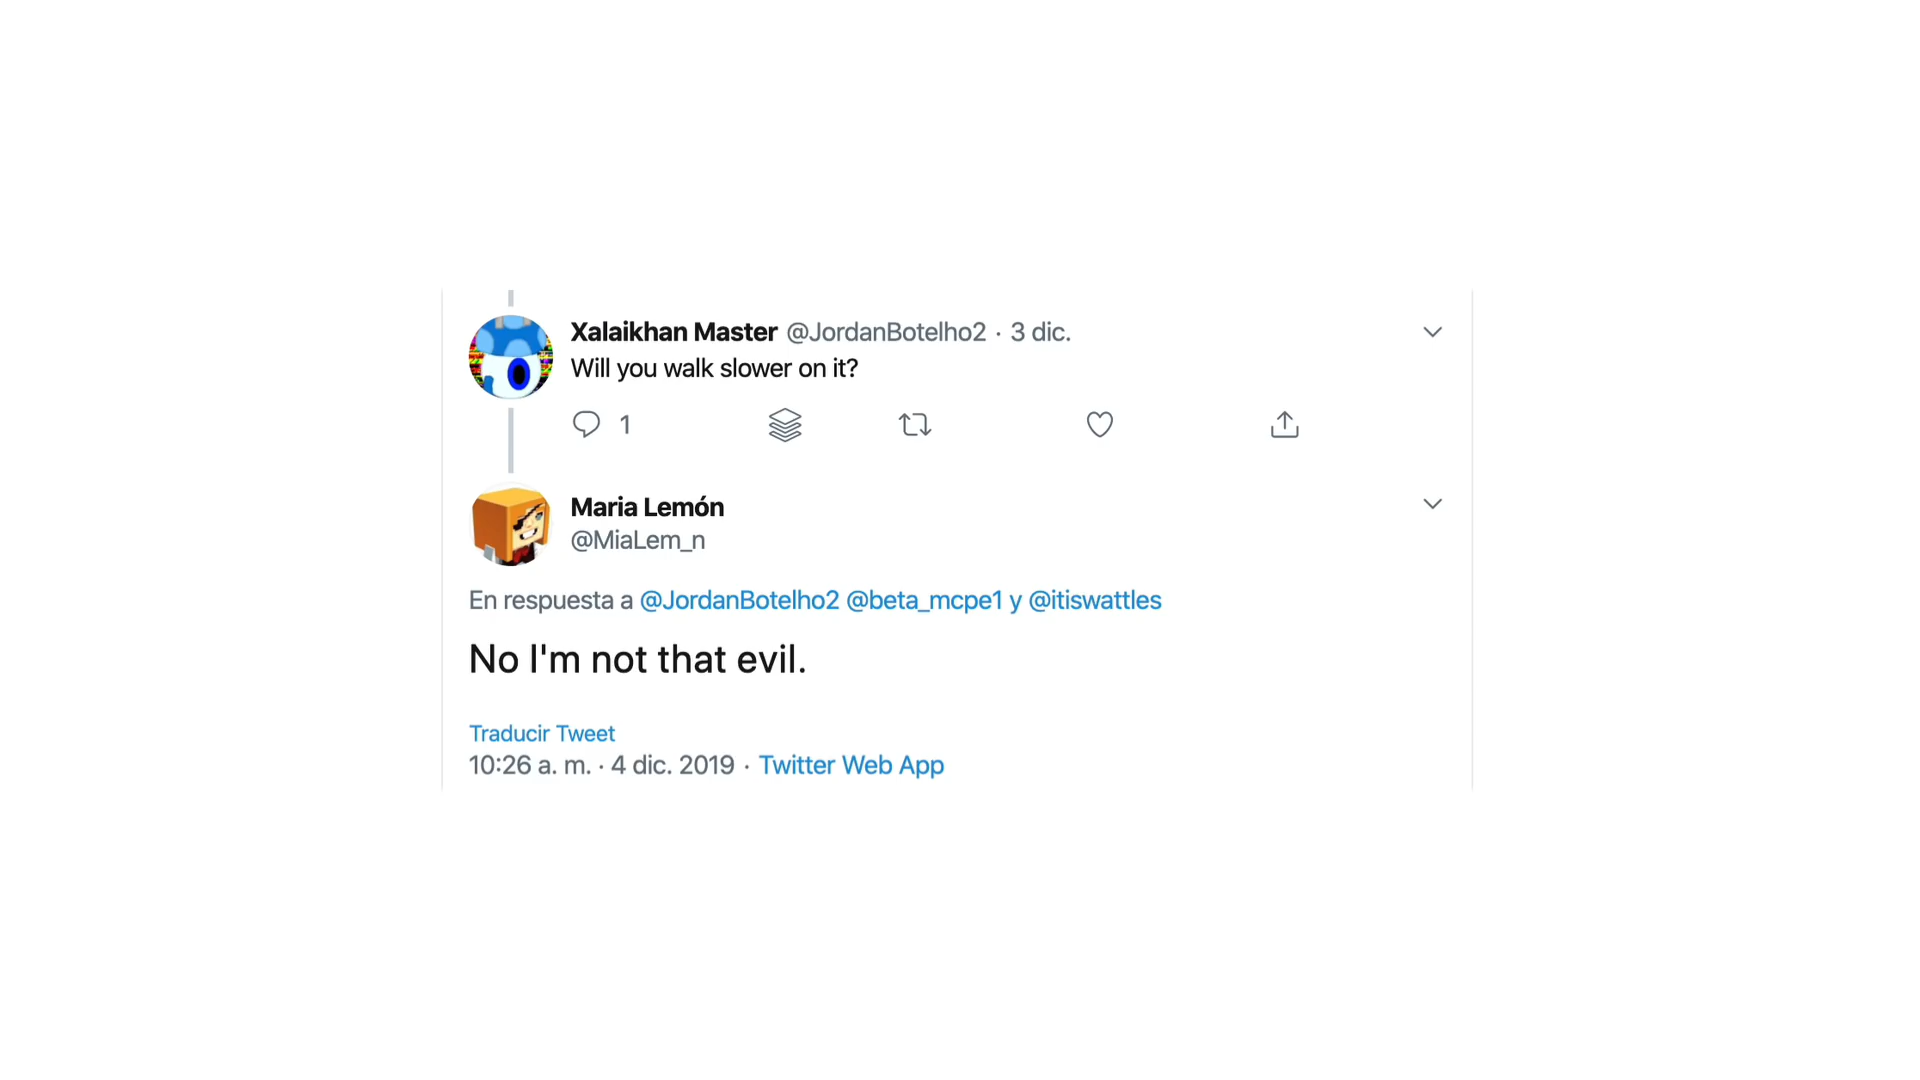 Xalaikhan Master @JordanBotelho2 · 3 dic.
Will you walk slower on it?
1
Maria Lemón
@MiaLem_n
En respuesta a @JordanBotelho2 @beta_mcpe1 y @itiswattles
No I'm not that evil.
Traducir Tweet
10:26 a. m. · 4 dic. 2019 · Twitter Web App